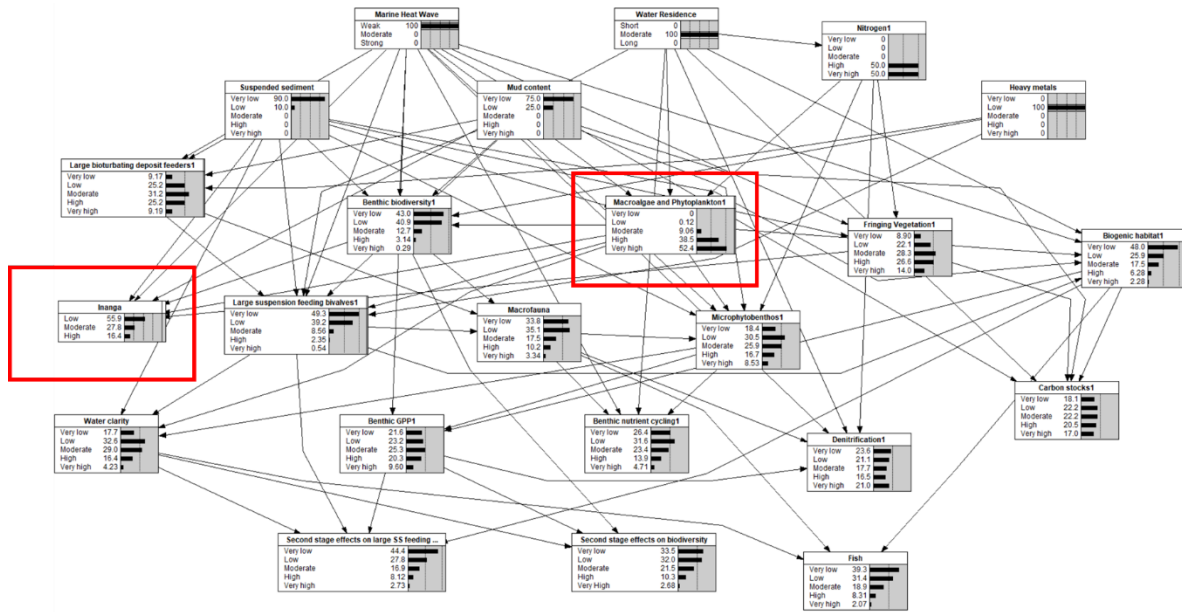 Marine Heat Wave
Weak 100
Moderate 0
Strong 0
Water Residence
Short 0
Moderate 100
Long 0
Nitrogen1
Very low 0
Low 0
Moderate 0
High 50.0
Very high 50.0
Suspended sediment
Very low 90.0
Low 10.0
Moderate 0
High 0
Very high 0
Mud content
Very low 75.0
Low 25.0
Moderate 0
High 0
Very high 0
Heavy metals
Very low 0
Low 100
Moderate 0
High 0
Very high 0
Large bioturbating deposit feeders1
Very low 9.17
Low 25.2
Moderate 31.2
High 25.2
Very high 9.19
Benthic biodiversity1
Very low 43.0
Low 40.9
Moderate 12.7
High 3.14
Very high 0.29
Macroalgae and Phytoplankton1
Very low 0
Low 0.12
Moderate 9.06
High 38.5
Very high 52.4
Fringing Vegetation1
Very low 8.90
Low 22.1
Moderate 28.3
High 26.6
Very high 14.0
Biogenic habitat1
Very low 48.0
Low 25.9
Moderate 17.5
High 6.28
Very high 2.28
Inanga
Low 55.9
Moderate 27.8
High 16.4
Large suspension feeding bivalves1
Very low 49.3
Low 39.2
Moderate 8.56
High 2.35
Very high 0.54
Macrofauna
Very low 33.8
Low 35.1
Moderate 17.5
High 10.2
Very high 3.34
Microphytobenthos1
Very low 18.4
Low 30.5
Moderate 25.9
High 16.7
Very high 8.53
Carbon stocks1
Very low 18.1
Low 22.2
Moderate 22.2
High 20.5
Very high 17.0
Water clarity
Very low 17.7
Low 32.6
Moderate 29.0
High 16.4
Very high 4.23
Benthic GPP1
Very low 21.6
Low 23.2
Moderate 25.3
High 20.3
Very high 9.60
Benthic nutrient cycling1
Very low 26.4
Low 31.6
Moderate 23.4
High 13.9
Very high 4.71
Denitrification1
Very low 23.6
Low 21.1
Moderate 17.7
High 16.5
Very high 21.0
Second stage effects on large SS feeding ...
Very low 44.4
Low 27.8
Moderate 16.9
High 8.12
Very high 2.73
Second stage effects on biodiversity
Very low 33.5
Low 32.0
Moderate 21.5
High 10.3
Very high 2.68
Fish
Very low 39.3
Low 31.4
Moderate 18.9
High 8.31
Very high 2.07